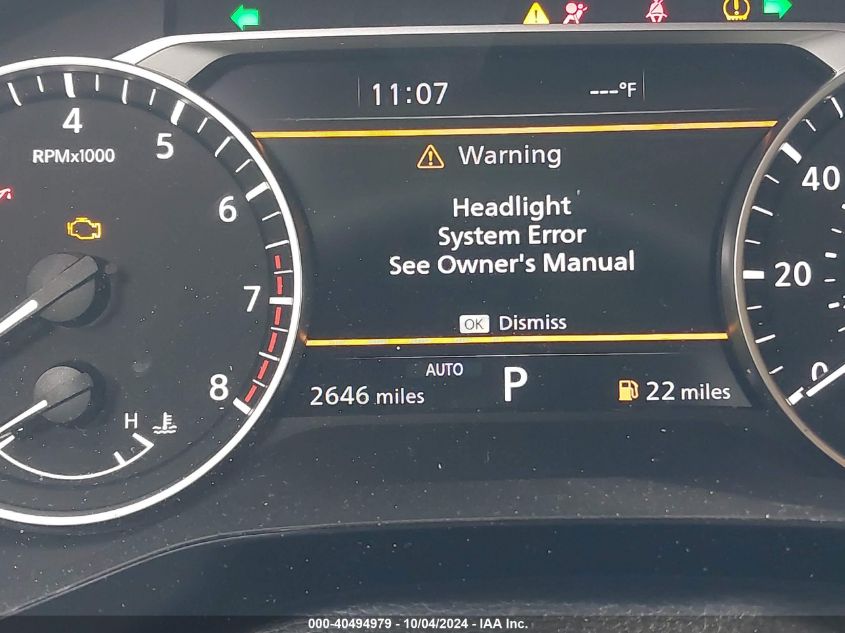 11:07 ---°F
4
5
RPMx1000
6
7
8
H
Warning
Headlight
System Error
See Owner's Manual
OK Dismiss
AUTO
2646 miles P 22 miles
40
20
0
000-40494979 - 10/04/2024 - IAA Inc.